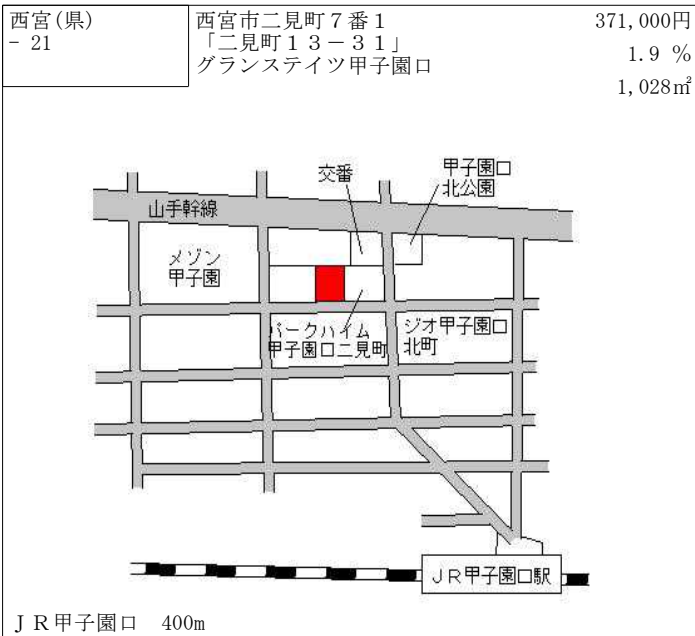 西宮(県)
- 21
西宮市二見町７番１
「二見町１３－３１」
グランステイツ甲子園口
371,000円
1.9 %
1,028㎡
交番
甲子園口
北公園
山手幹線
メゾン
甲子園
パークハイム
甲子園口二見町
ジオ甲子園口
北町
ＪＲ甲子園口駅
ＪＲ甲子園口　400m